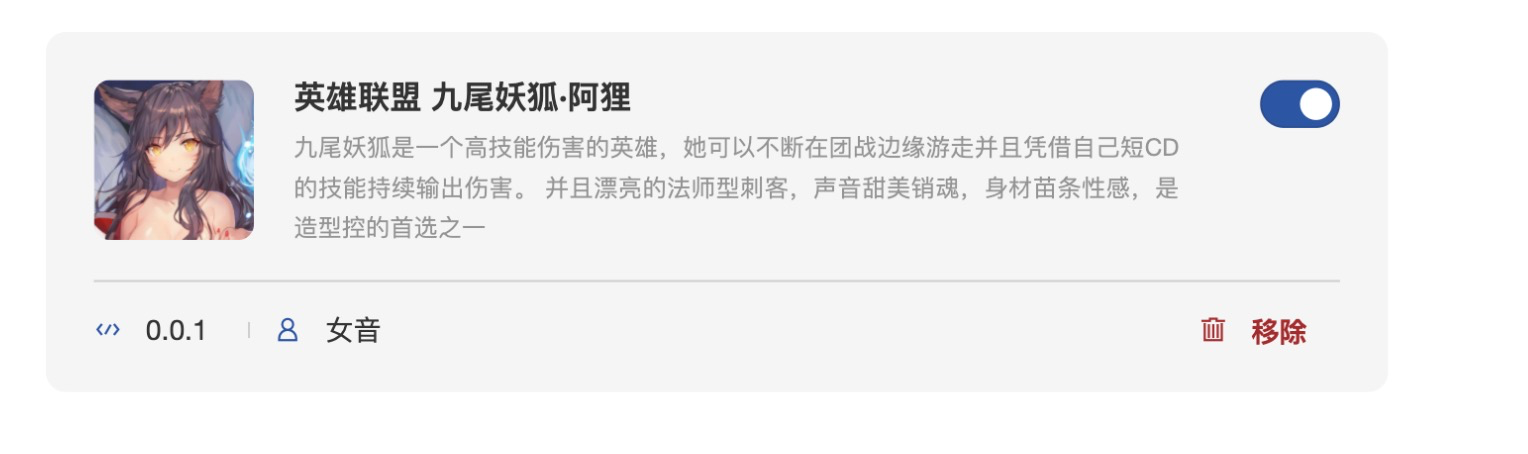 英雄联盟 九尾妖狐·阿狸
九尾妖狐是一个高技能伤害的英雄，她可以不断在团战边缘游走并且凭借自己短CD
的技能持续输出伤害。 并且漂亮的法师型刺客，声音甜美销魂，身材苗条性感，是
造型控的首选之一
0.0.1
女音
移除